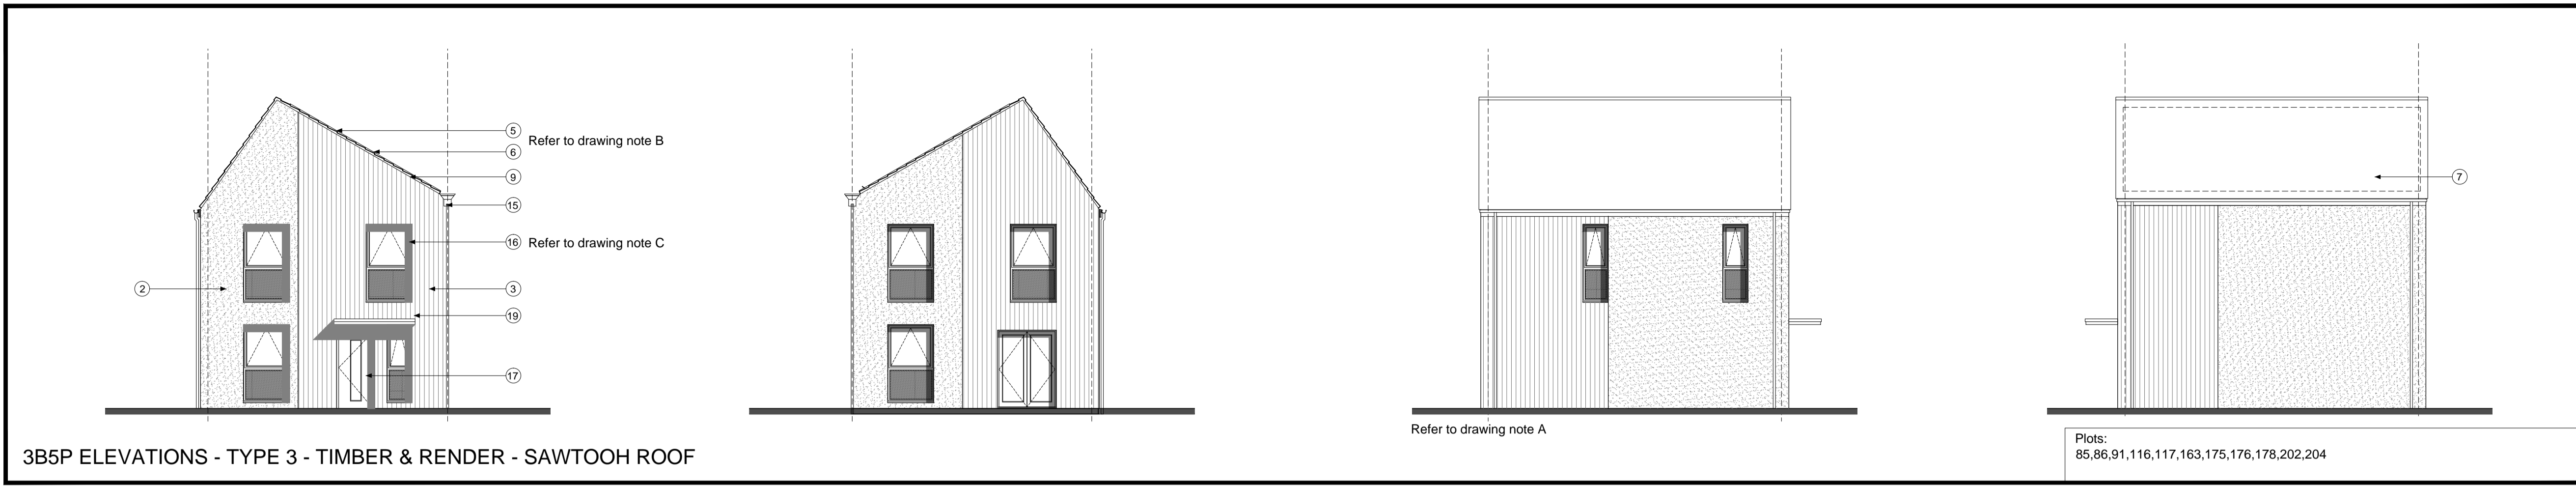 5
Refer to drawing note B
6
9
15
16 Refer to drawing note C
2
3
19
17
7
Refer to drawing note A
3B5P ELEVATIONS - TYPE 3 - TIMBER & RENDER - SAWTOOH ROOF
Plots:
85,86,91,116,117,163,175,176,178,202,204